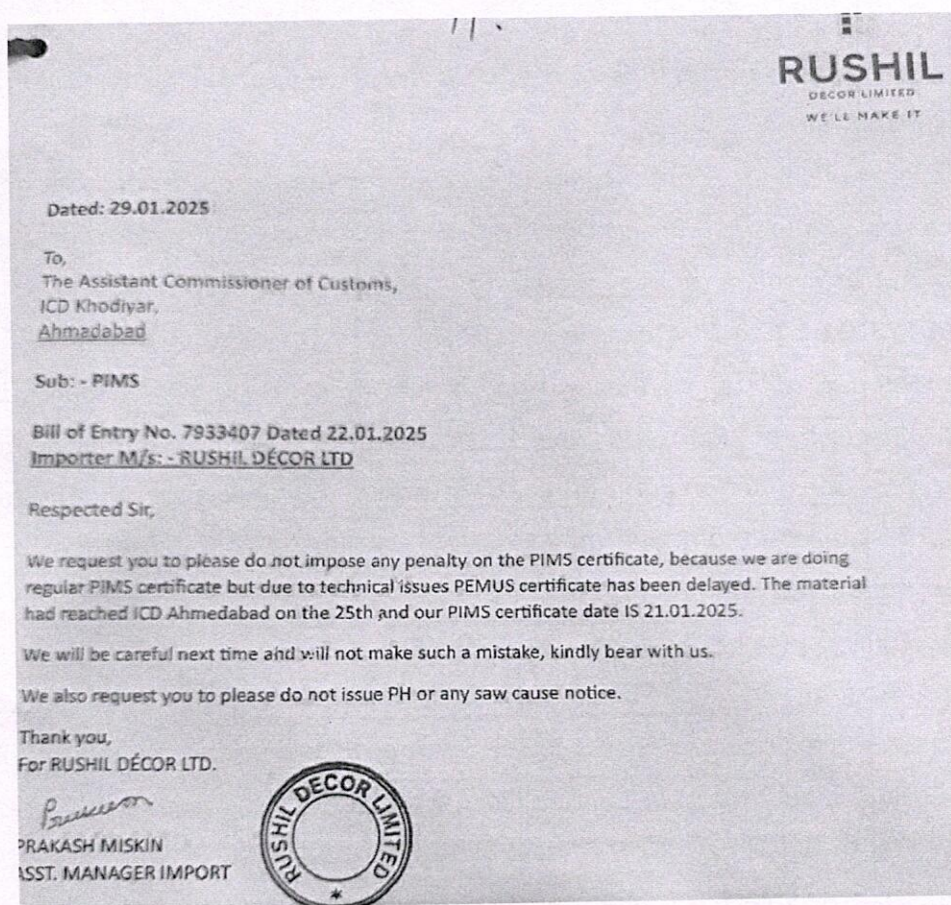 RUSHIL
DECOR LIMITED
WE'LL MAKE IT
Dated: 29.01.2025
To,
The Assistant Commissioner of Customs,
ICD Khodiyar,
Ahmadabad
Sub: - PIMS
Bill of Entry No. 7933407 Dated 22.01.2025
Importer M/s: - RUSHIL DÉCOR LTD
Respected Sir,
We request you to please do not impose any penalty on the PIMS certificate, because we are doing
regular PIMS certificate but due to technical issues PEMUS certificate has been delayed. The material
had reached ICD Ahmedabad on the 25th and our PIMS certificate date IS 21.01.2025.
We will be careful next time and will not make such a mistake, kindly bear with us.
We also request you to please do not issue PH or any saw cause notice.
Thank you,
For RUSHIL DÉCOR LTD.
PRAKASH MISKIN
ASST. MANAGER IMPORT
RUSHIL DECOR LIMITED